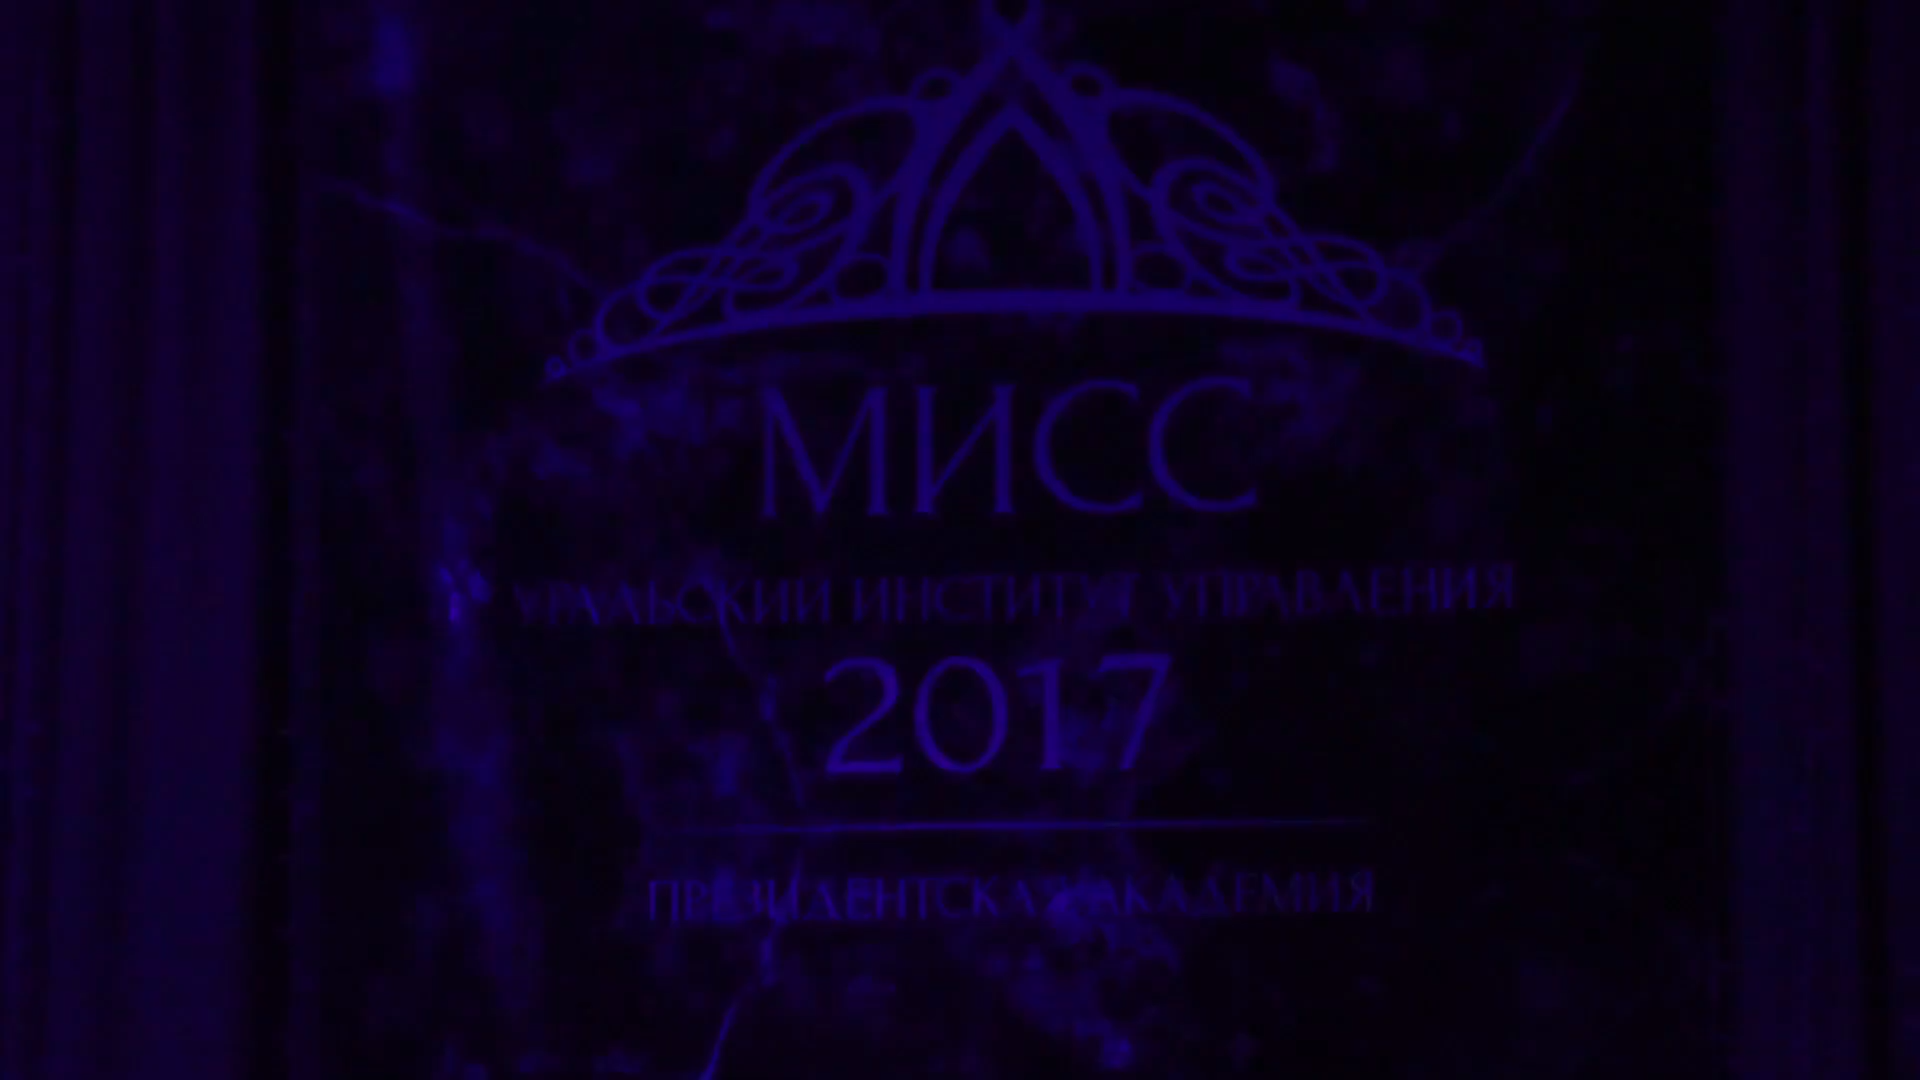 МИСС
УРАЛЬСКИЙ ИНСТИТУТ УПРАВЛЕНИЯ
2017
ПРЕЗИДЕНТСКАЯ АКАДЕМИЯ